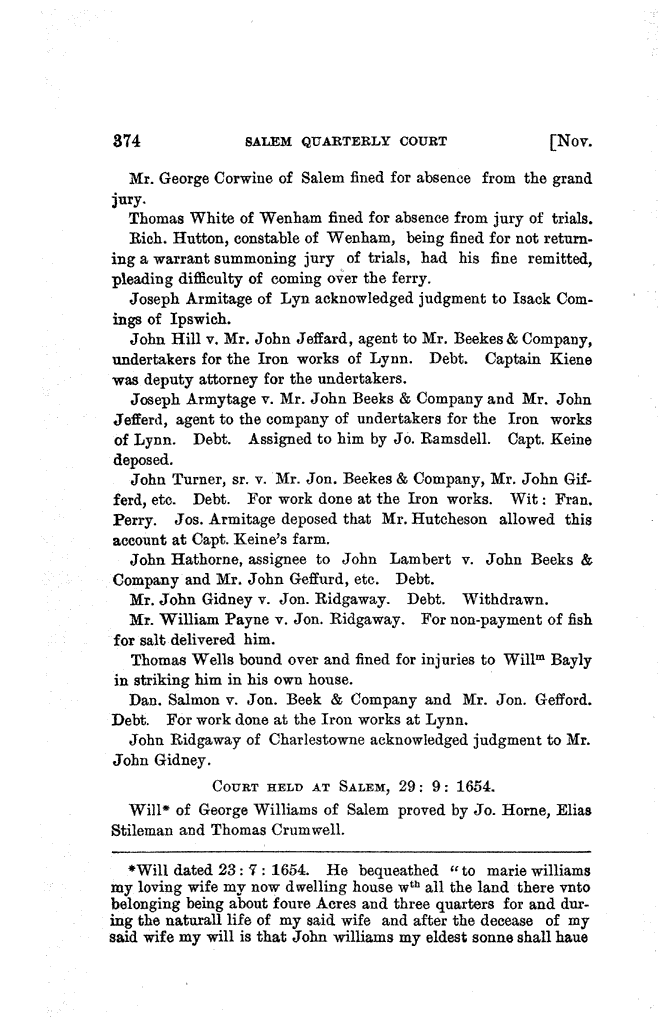 374 SALEM QUARTERLY COURT [Nov.
Mr. George Corwine of Salem fined for absence from the grand
jury.
Thomas White of Wenham fined for absence from jury of trials.
Rich. Hutton, constable of Wenham, being fined for not return-
ing a warrant summoning jury of trials, had his fine remitted,
pleading difficulty of coming over the ferry.
Joseph Armitage of Lyn acknowledged judgment to Isack Com-
ings of Ipswich.
John Hill v. Mr. John Jeffard, agent to Mr. Beekes & Company,
undertakers for the Iron works of Lynn. Debt. Captain Kiene
was deputy attorney for the undertakers.
Joseph Armytage v. Mr. John Beeks & Company and Mr. John
Jefferd, agent to the company of undertakers for the Iron works
of Lynn. Debt. Assigned to him by Jo. Ramsdell. Capt. Keine
deposed.
John Turner, sr. v. Mr. Jon. Beekes & Company, Mr. John Gif-
ferd, etc. Debt. For work done at the Iron works. Wit: Fran.
Perry. Jos. Armitage deposed that Mr. Hutcheson allowed this
account at Capt. Keine's farm.
John Hathorne, assignee to John Lambert v. John Beeks &
Company and Mr. John Geffurd, etc. Debt.
Mr. John Gidney v. Jon. Ridgaway. Debt. Withdrawn.
Mr. William Payne v. Jon. Ridgaway. For non-payment of fish
for salt delivered him.
Thomas Wells bound over and fined for injuries to Willᵐ Bayly
in striking him in his own house.
Dan. Salmon v. Jon. Beek & Company and Mr. Jon. Gefford.
Debt. For work done at the Iron works at Lynn.
John Ridgaway of Charlestowne acknowledged judgment to Mr.
John Gidney.
COURT HELD AT SALEM, 29: 9: 1654.
Will* of George Williams of Salem proved by Jo. Horne, Elias
Stileman and Thomas Crumwell.
*Will dated 23: 7: 1654. He bequeathed "to marie williams
my loving wife my now dwelling house wᵗʰ all the land there vnto
belonging being about foure Acres and three quarters for and dur-
ing the naturall life of my said wife and after the decease of my
said wife my will is that John williams my eldest sonne shall haue